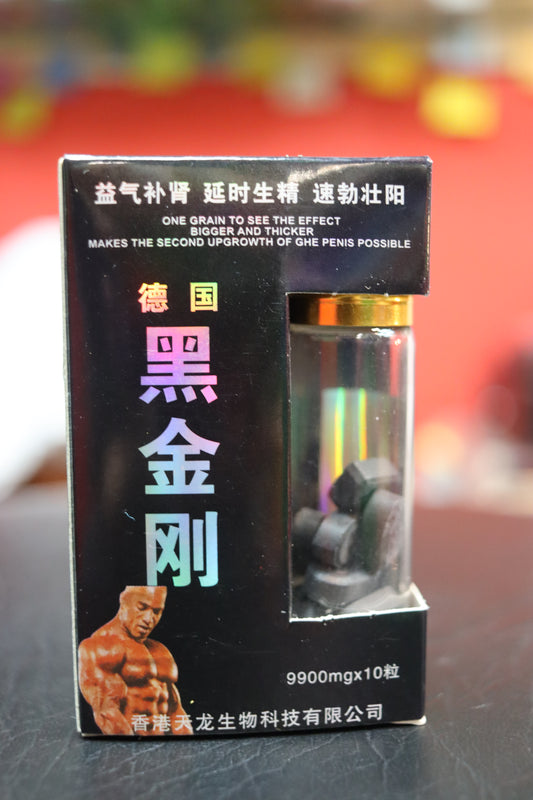 益气补肾 延时生精 速勃壮阳
ONE GRAIN TO SEE THE EFFECT
BIGGER AND THICKER
MAKES THE SECOND UPGROWTH OF GHE PENIS POSSIBLE
德国
黑金刚
9900mgx10粒
香港天龙生物科技有限公司